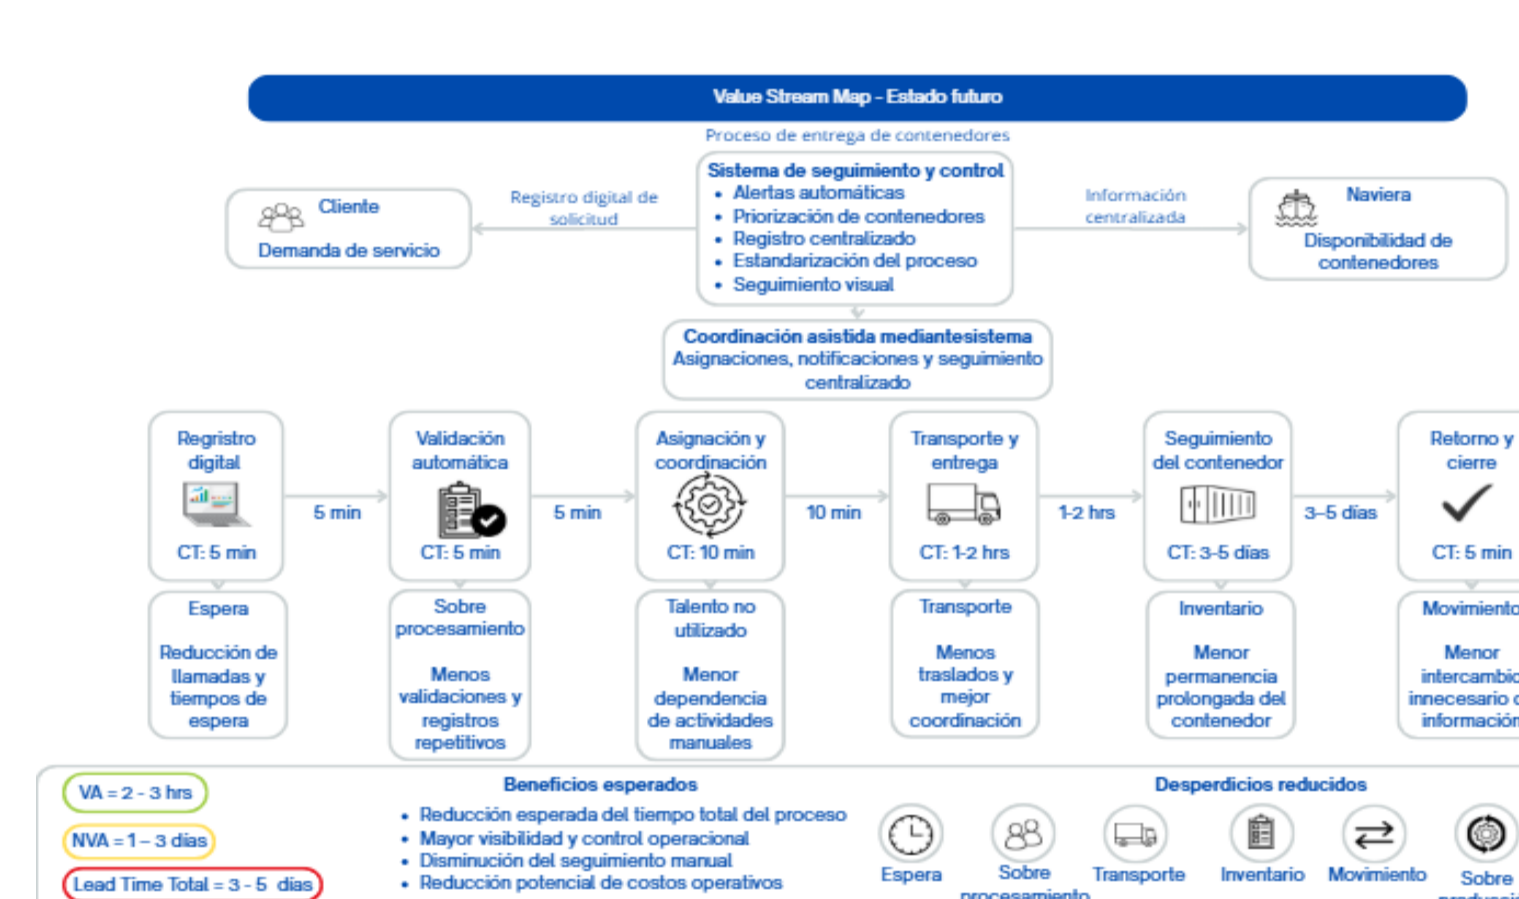 Value Stream Map - Estado futuro
Proceso de entrega de contenedores
Cliente
Demanda de servicio
Registro digital de
solicitud
Sistema de seguimiento y control
• Alertas automáticas
• Priorización de contenedores
• Registro centralizado
• Estandarización del proceso
• Seguimiento visual
Información
centralizada
Naviera
Disponibilidad de
contenedores
Coordinación asistida mediantesistema
Asignaciones, notificaciones y seguimiento
centralizado
Regristro
digital
CT: 5 min
5 min
Validación
automática
CT: 5 min
5 min
Asignación y
coordinación
CT: 10 min
10 min
Transporte y
entrega
CT: 1-2 hrs
1-2 hrs
Seguimiento
del contenedor
CT: 3-5 días
3-5 días
Retorno y
cierre
CT: 5 min
Espera
Reducción de
llamadas y
tiempos de
espera
Sobre
procesamiento
Menos
validaciones y
registros
repetitivos
Talento no
utilizado
Menor
dependencia
de actividades
manuales
Transporte
Menos
traslados y
mejor
coordinación
Inventario
Menor
permanencia
prolongada del
contenedor
Movimiento
Menor
intercambio
innecesario
información
VA = 2 - 3 hrs
NVA = 1 – 3 días
Lead Time Total = 3 - 5 días
Beneficios esperados
• Reducción esperada del tiempo total del proceso
• Mayor visibilidad y control operacional
• Disminución del seguimiento manual
• Reducción potencial de costos operativos
Desperdicios reducidos
Espera
Sobre
procesamiento
Transporte
Inventario
Movimiento
Sobre